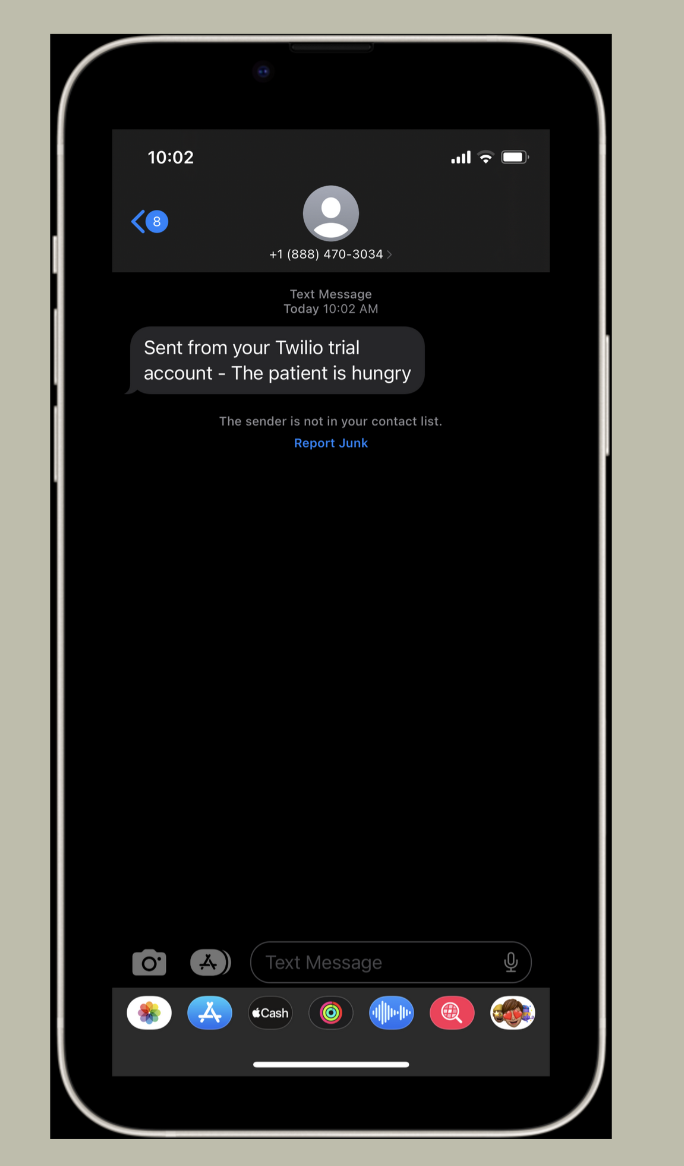 10:02
8
+1 (888) 470-3034
Text Message
Today 10:02 AM
Sent from your Twilio trial
account - The patient is hungry
The sender is not in your contact list.
Report Junk
Text Message
Cash